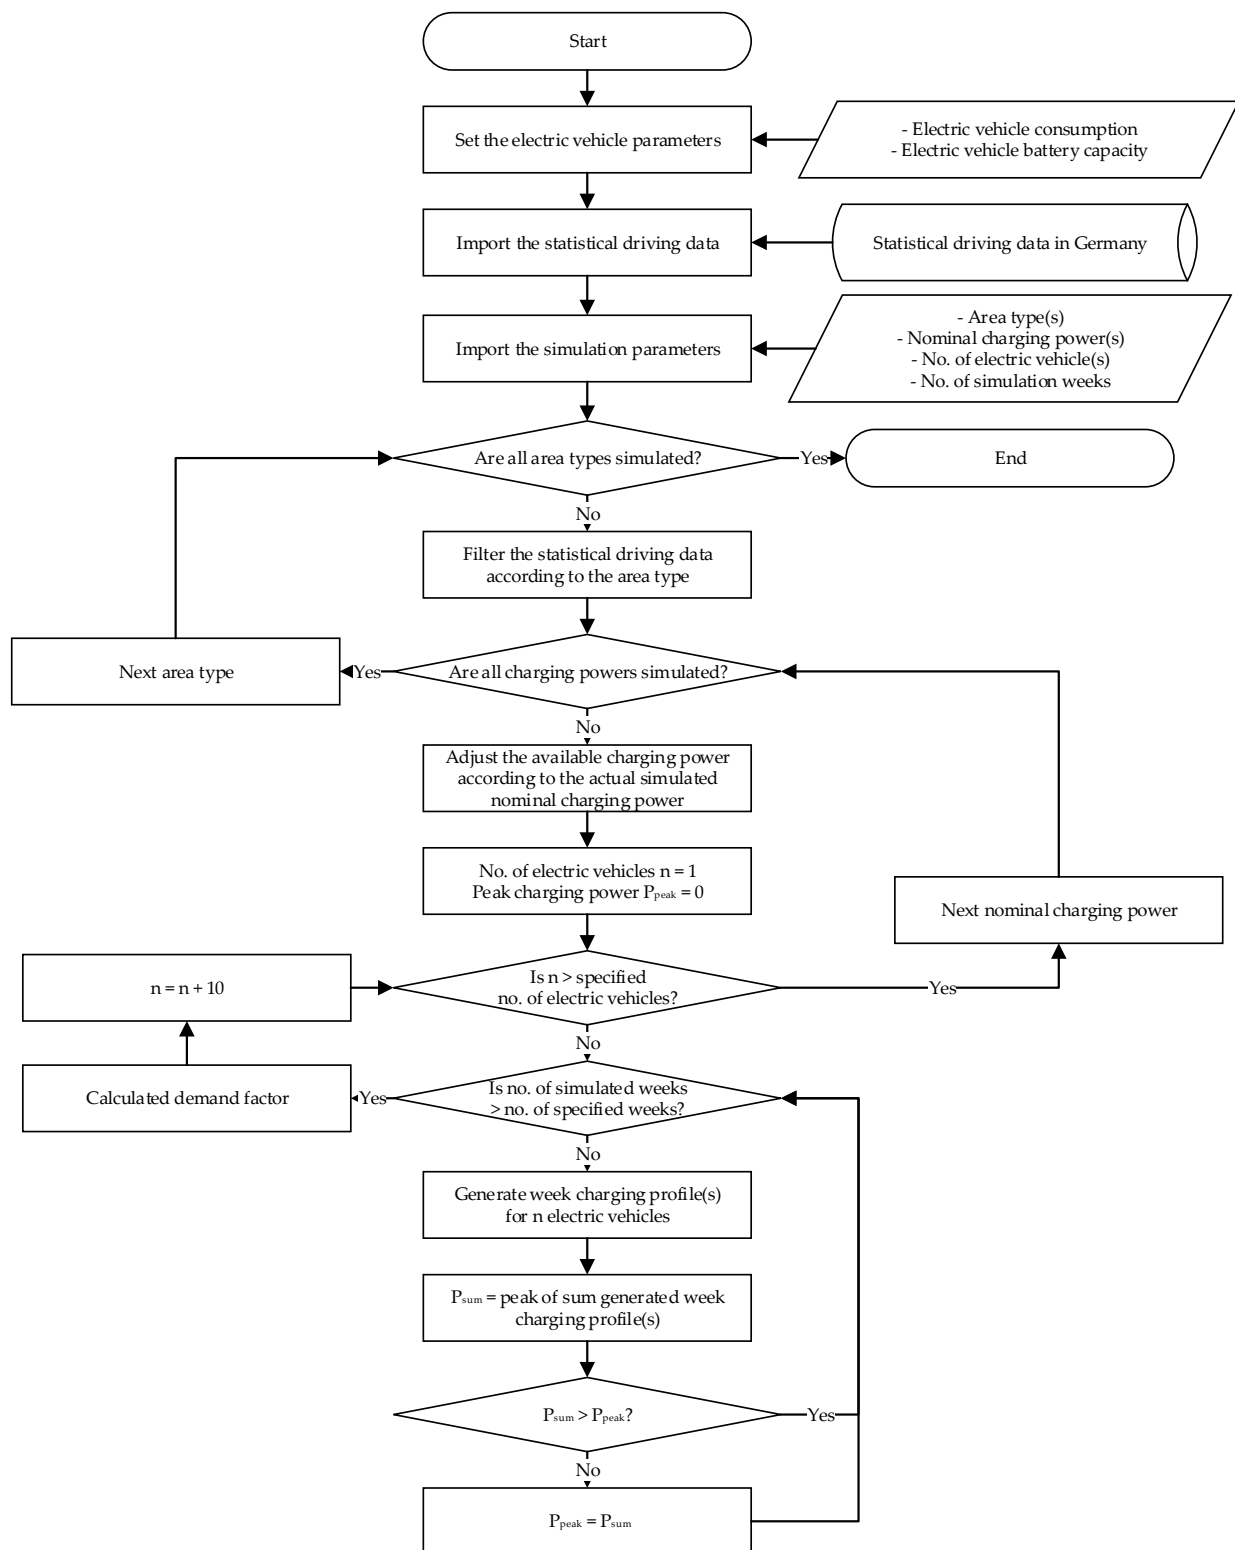 Start
Set the electric vehicle parameters
- Electric vehicle consumption
- Electric vehicle battery capacity
Import the statistical driving data
Statistical driving data in Germany
Import the simulation parameters
- Area type(s)
- Nominal charging power(s)
- No. of electric vehicle(s)
- No. of simulation weeks
Are all area types simulated?
Yes
End
No
Filter the statistical driving data
according to the area type
Next area type
Yes
Are all charging powers simulated?
No
Adjust the available charging power
according to the actual simulated
nominal charging power
No. of electric vehicles n = 1
Peak charging power Ppeak = 0
Next nominal charging power
n = n + 10
Is n > specified
no. of electric vehicles?
Yes
No
Calculated demand factor
Yes
Is no. of simulated weeks
> no. of specified weeks?
No
Generate week charging profile(s)
for n electric vehicles
Psum = peak of sum generated week
charging profile(s)
Psum > Ppeak?
Yes
No
Ppeak = Psum